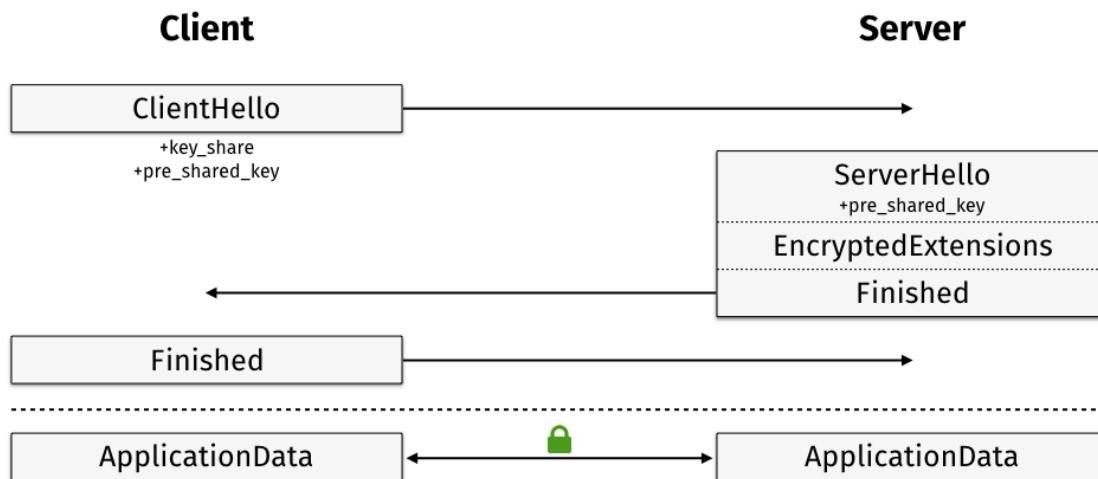 Client
Server
ClientHello
+key_share
+pre_shared_key
ServerHello
+pre_shared_key
EncryptedExtensions
Finished
Finished
ApplicationData
ApplicationData